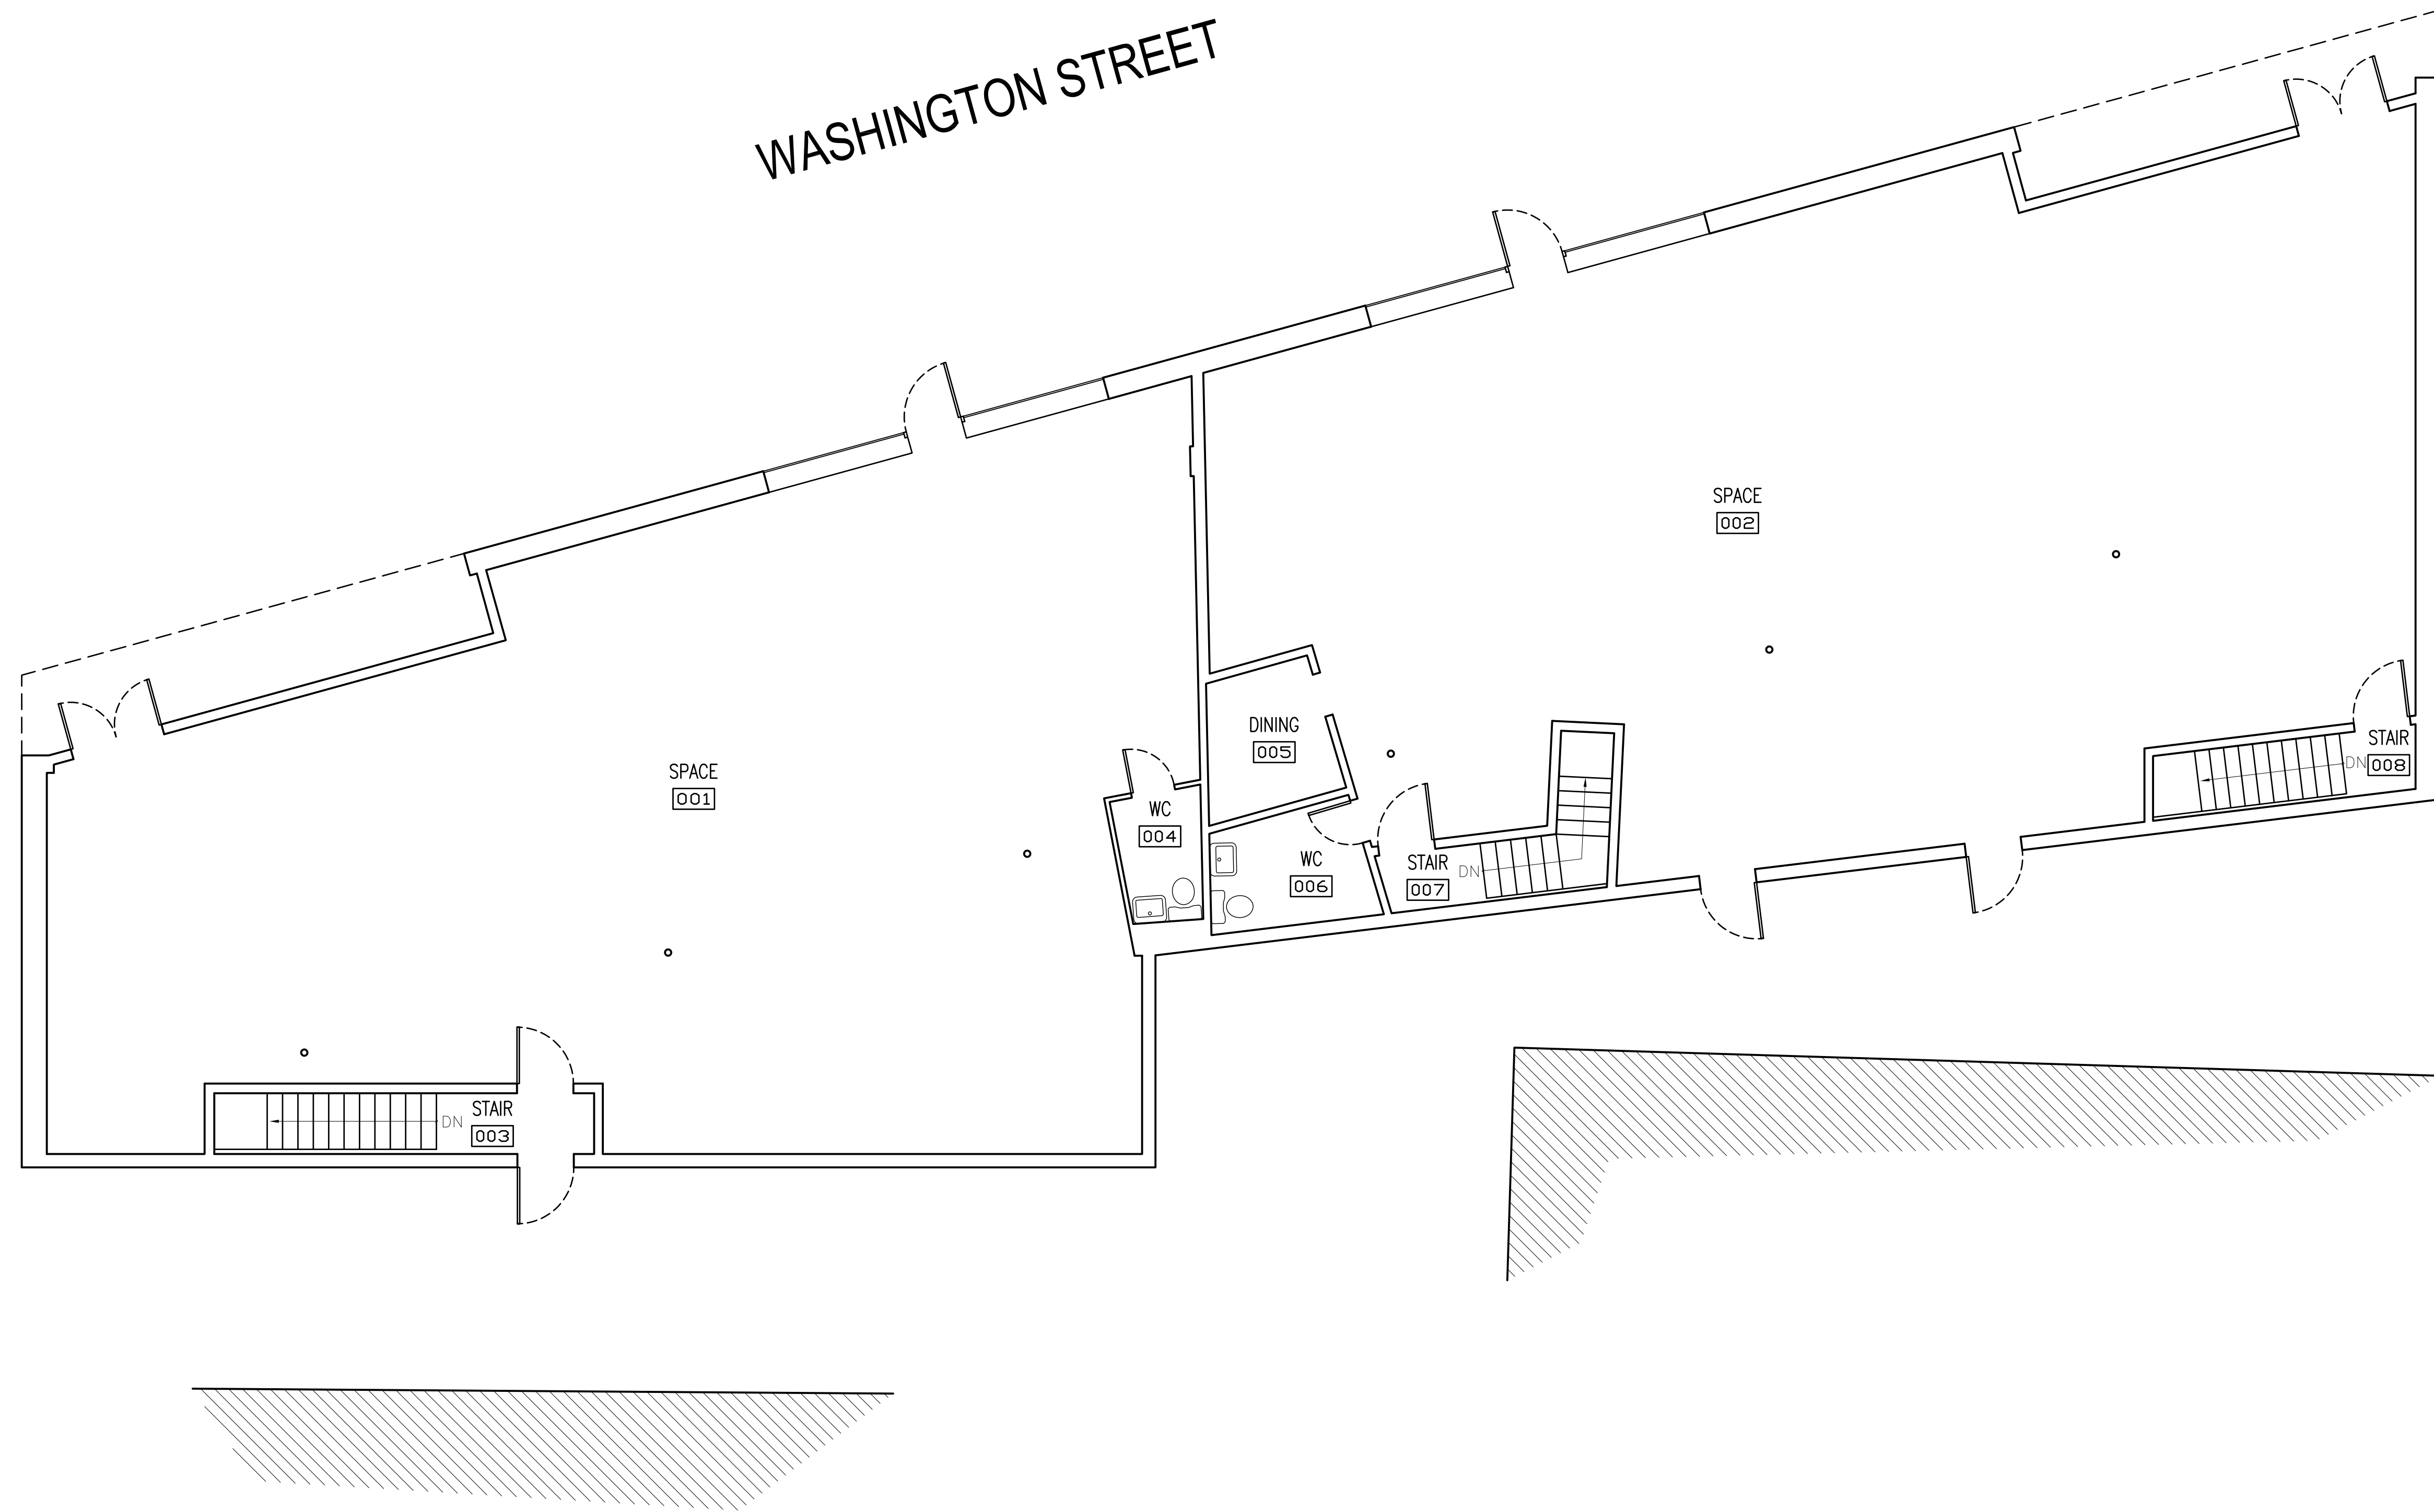 WASHINGTON STREET
SPACE
002
SPACE
001
DINING
005
STAIR
008
DN
WC
004
WC
006
STAIR
007
DN
STAIR
003
DN